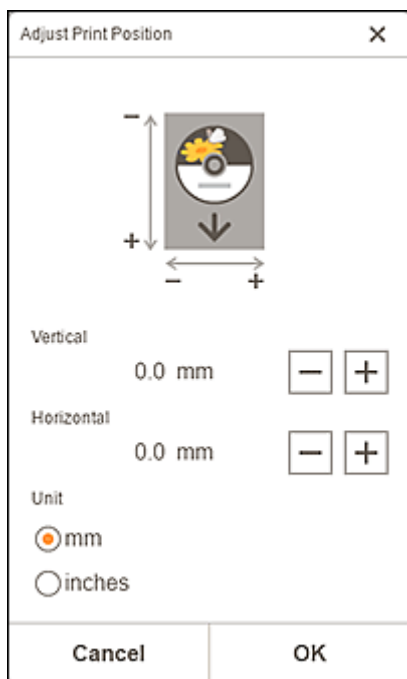 Adjust Print Position
−
+
− +
Vertical
0.0 mm
Horizontal
0.0 mm
Unit
mm
inches
Cancel OK